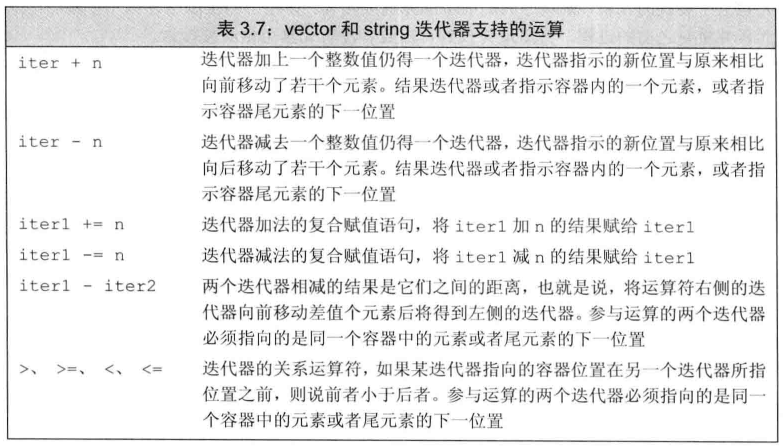 表 3.7：vector 和 string 迭代器支持的运算
iter + n 迭代器加上一个整数值仍得一个迭代器，迭代器指示的新位置与原来相比
向前移动了若干个元素。结果迭代器或者指示容器内的一个元素，或者指
示容器尾元素的下一位置
iter - n 迭代器减去一个整数值仍得一个迭代器，迭代器指示的新位置与原来相比
向后移动了若干个元素。结果迭代器或者指示容器内的一个元素，或者指
示容器尾元素的下一位置
iter1 += n 迭代器加法的复合赋值语句，将 iter1 加 n 的结果赋给 iter1
iter1 -= n 迭代器减法的复合赋值语句，将 iter1 减 n 的结果赋给 iter1
iter1 - iter2 两个迭代器相减的结果是它们之间的距离，也就是说，将运算符右侧的迭
代器向前移动差值个元素后将得到左侧的迭代器。参与运算的两个迭代器
必须指向的是同一个容器中的元素或者尾元素的下一位置
>、 >=、 <、 <= 迭代器的关系运算符，如果某迭代器指向的容器位置在另一个迭代器所指
位置之前，则说前者小于后者。参与运算的两个迭代器必须指向的是同一
个容器中的元素或者尾元素的下一位置